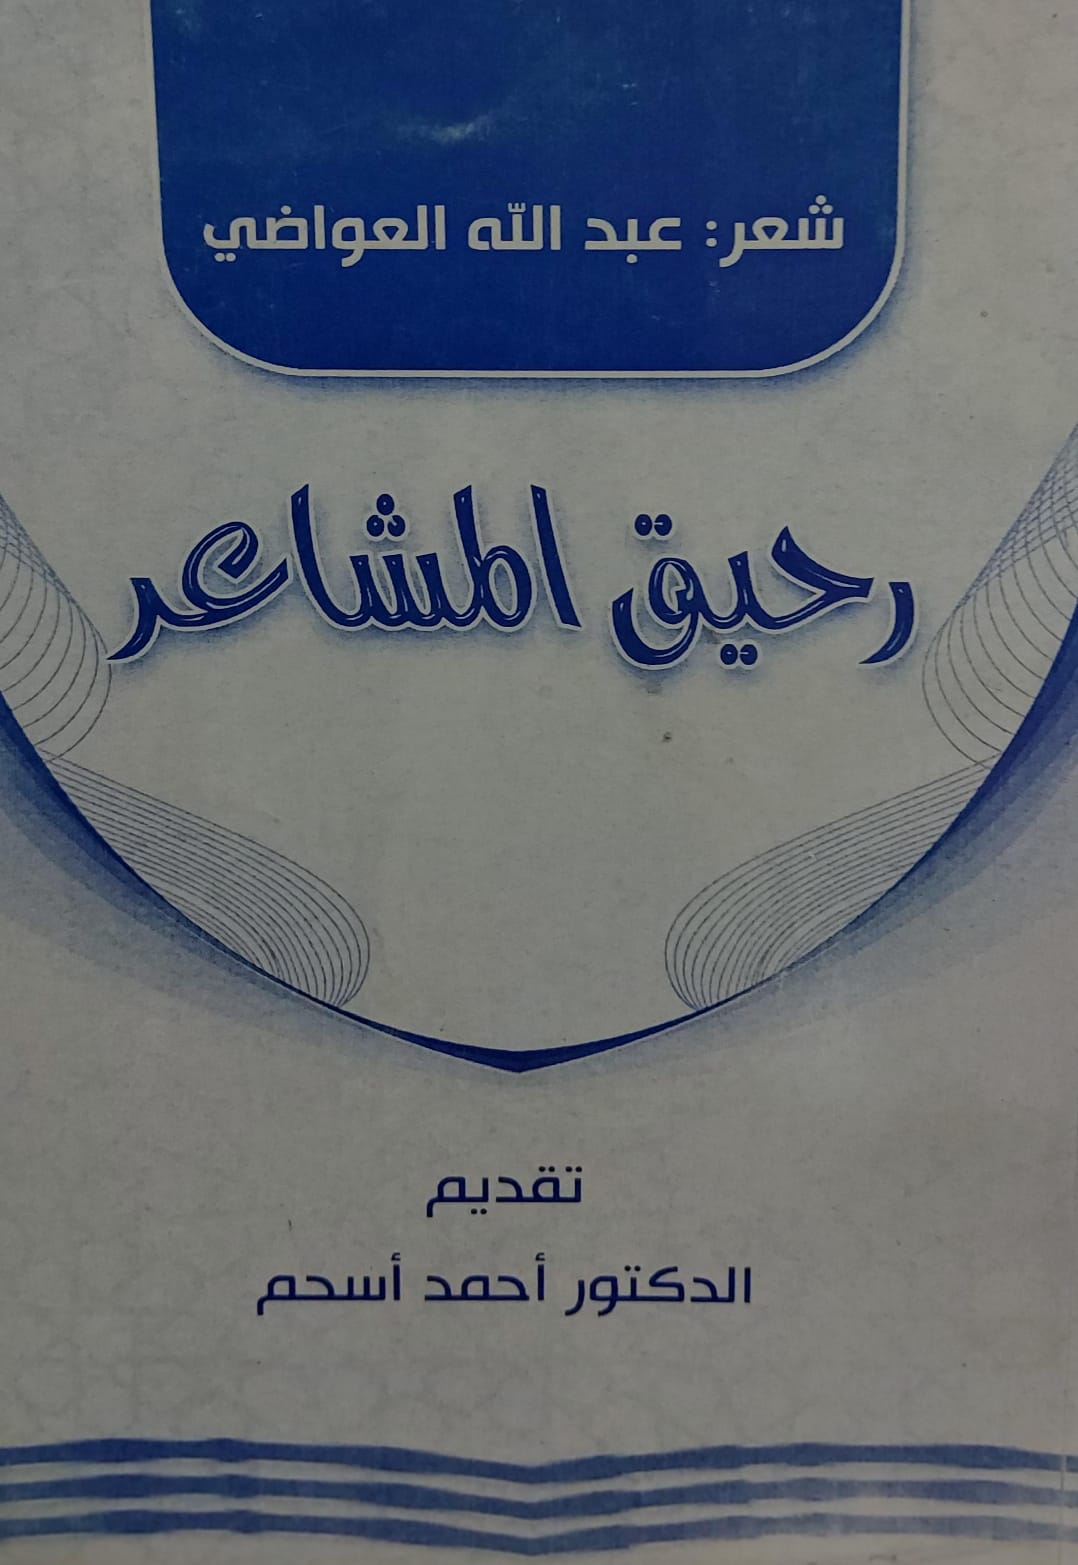 شعر: عبد الله العواضي
رحيق المشاعر
تقديم
الدكتور أحمد أسحم